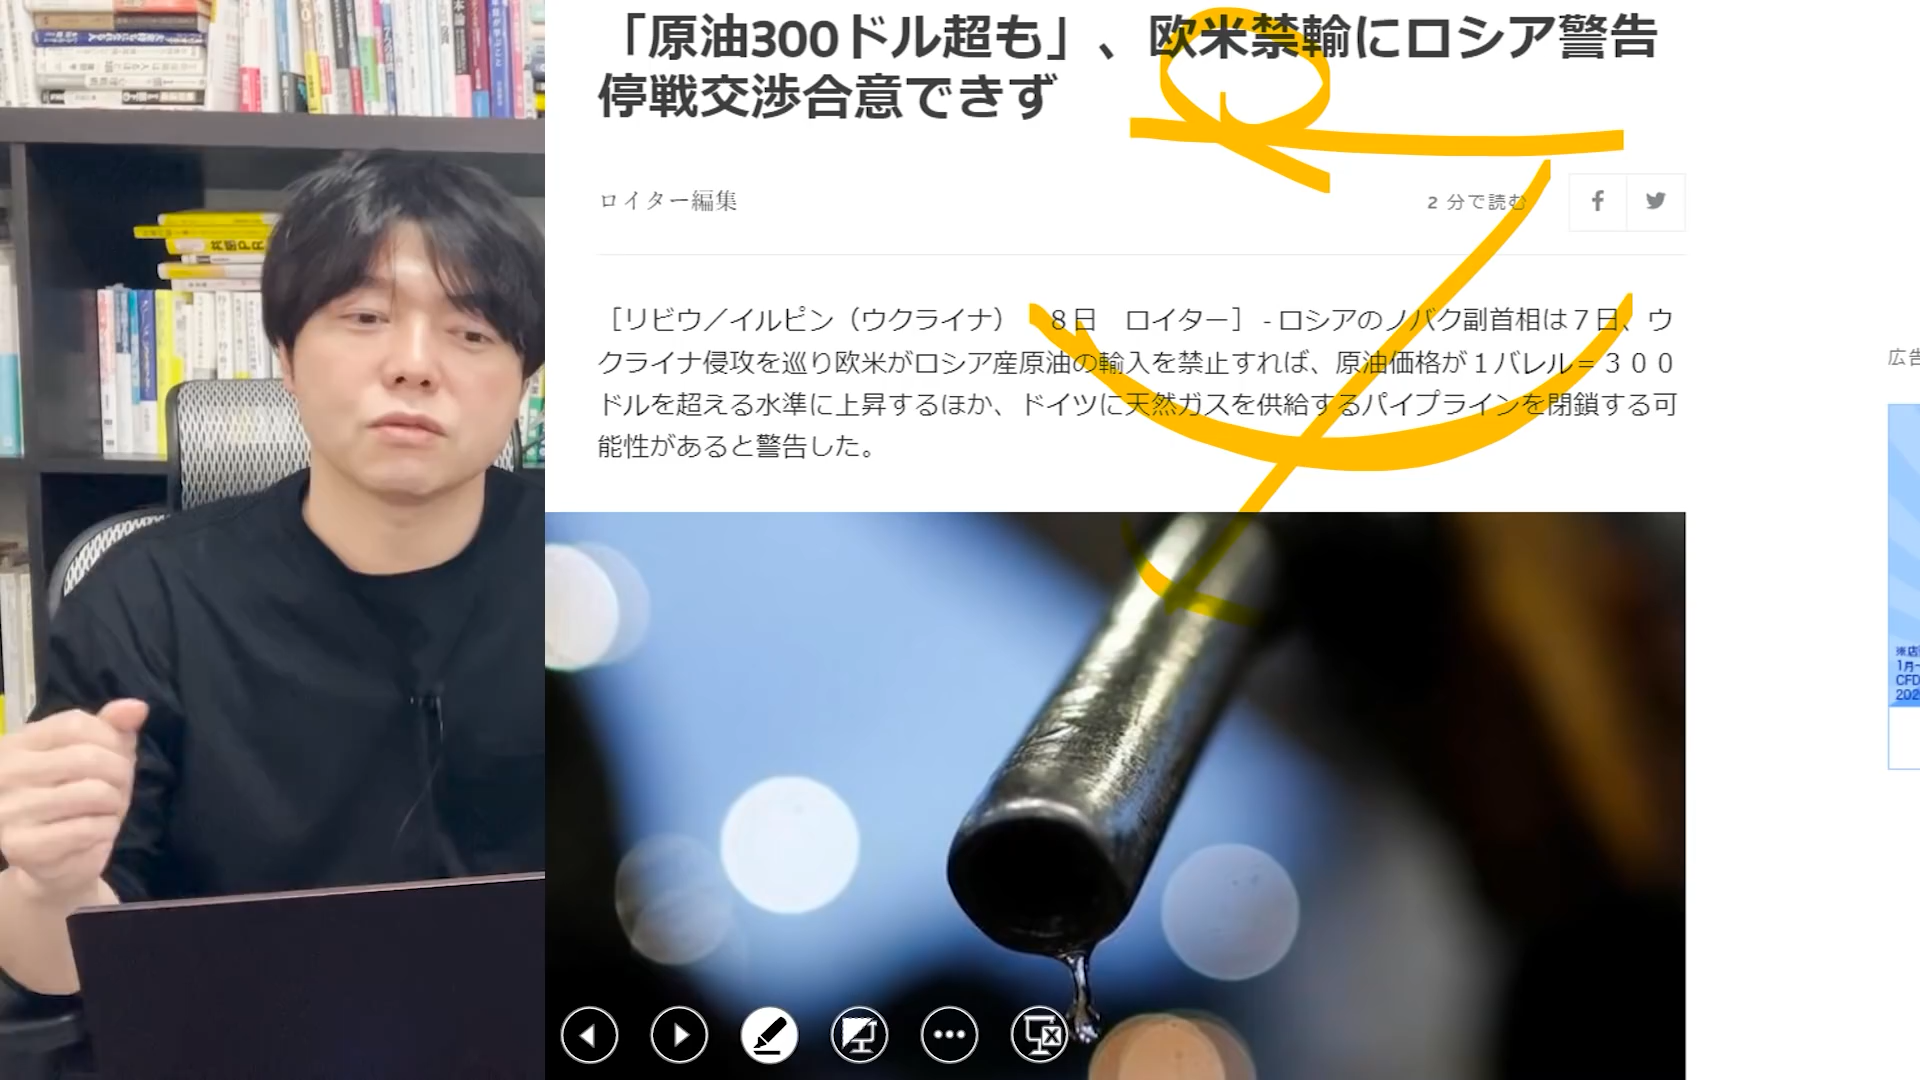 「原油300ドル超も」、欧米禁輸にロシア警告
停戦交渉合意できず
ロイター編集
2 分で読む
［リビウ／イルピン（ウクライナ） ８日 ロイター］ - ロシアのノバク副首相は７日、ウ
クライナ侵攻を巡り欧米がロシア産原油の輸入を禁止すれば、原油価格が１バレル＝３００
ドルを超える水準に上昇するほか、ドイツに天然ガスを供給するパイプラインを閉鎖する可
能性があると警告した。
広告
※店
1月
CFD
202